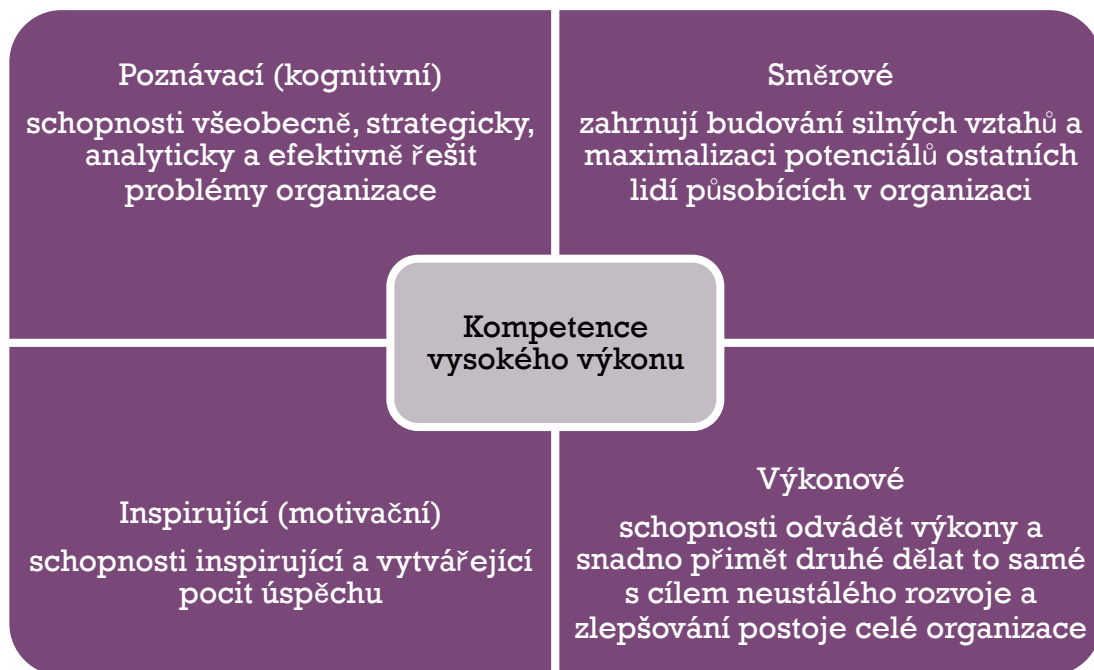 Poznávací (kognitivní)
schopnosti všeobecně, strategicky,
analyticky a efektivně řešit
problémy organizace
Směrové
zahrnují budování silných vztahů a
maximalizaci potenciálů ostatních
lidí působících v organizaci
Kompetence
vysokého výkonu
Inspirující (motivační)
schopnosti inspirující a vytvářející
pocit úspěchu
Výkonové
schopnosti odvádět výkony a
snadno přimět druhé dělat to samé
s cílem neustálého rozvoje a
zlepšování postoje celé organizace